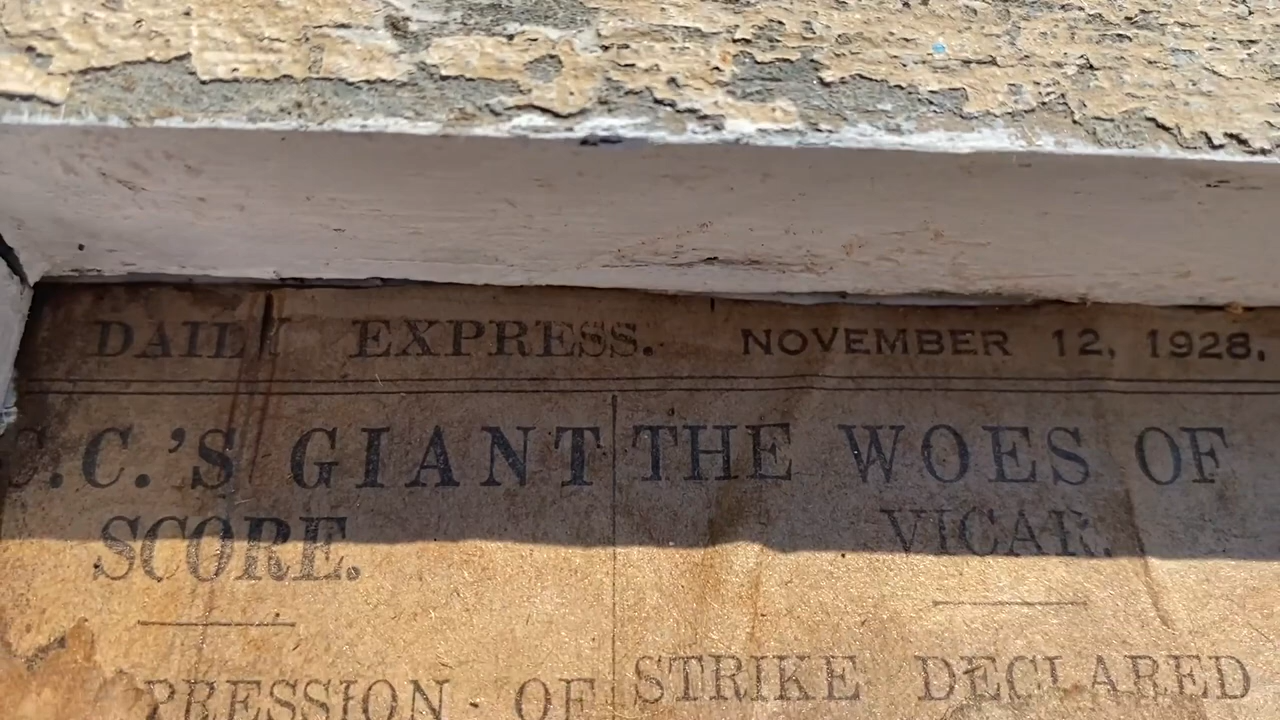 DAILY EXPRESS. NOVEMBER 12, 1928.
.C.'S GIANT
SCORE.
PRESSION OF
THE WOES OF
VICAR.
STRIKE DECLARED